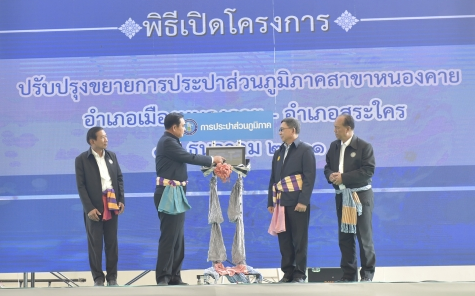 พิธีเปิดโครงการ
ปรับปรุงขยายการประปาส่วนภูมิภาคสาขาหนองคาย
อำเภอเมือง - อำเภอสระใคร
การประปาส่วนภูมิภาค